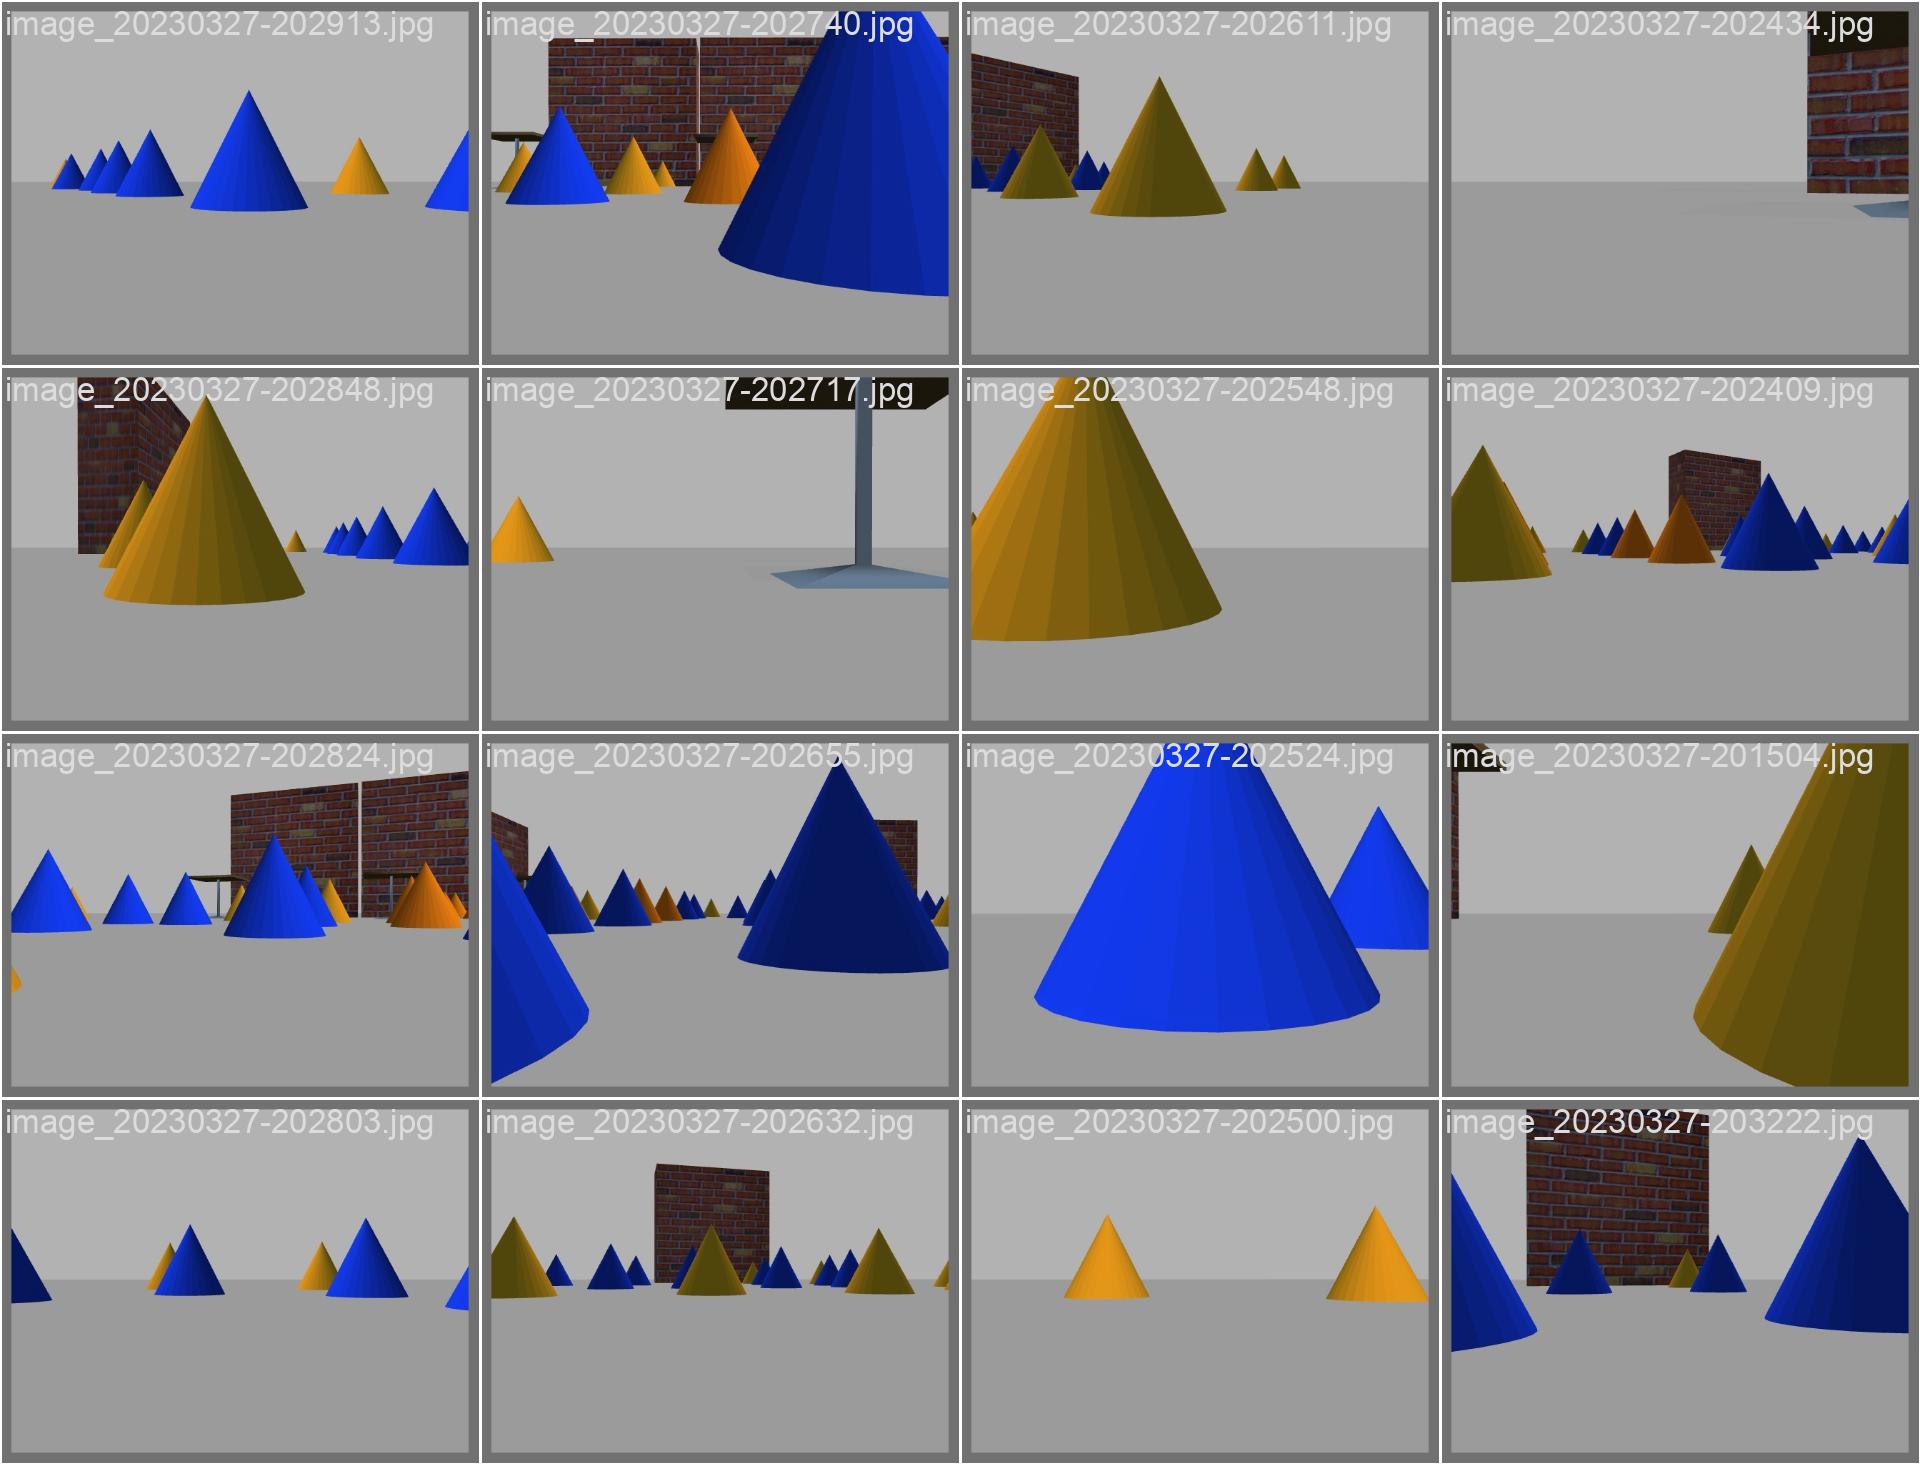 image_20230327-202913.jpg
image_20230327-202740.jpg
image_20230327-202611.jpg
image_20230327-202434.jpg
image_20230327-202848.jpg
image_20230327-202717.jpg
image_20230327-202548.jpg
image_20230327-202409.jpg
image_20230327-202824.jpg
image_20230327-202655.jpg
image_20230327-202524.jpg
image_20230327-201504.jpg
image_20230327-202803.jpg
image_20230327-202632.jpg
image_20230327-202500.jpg
image_20230327-203222.jpg